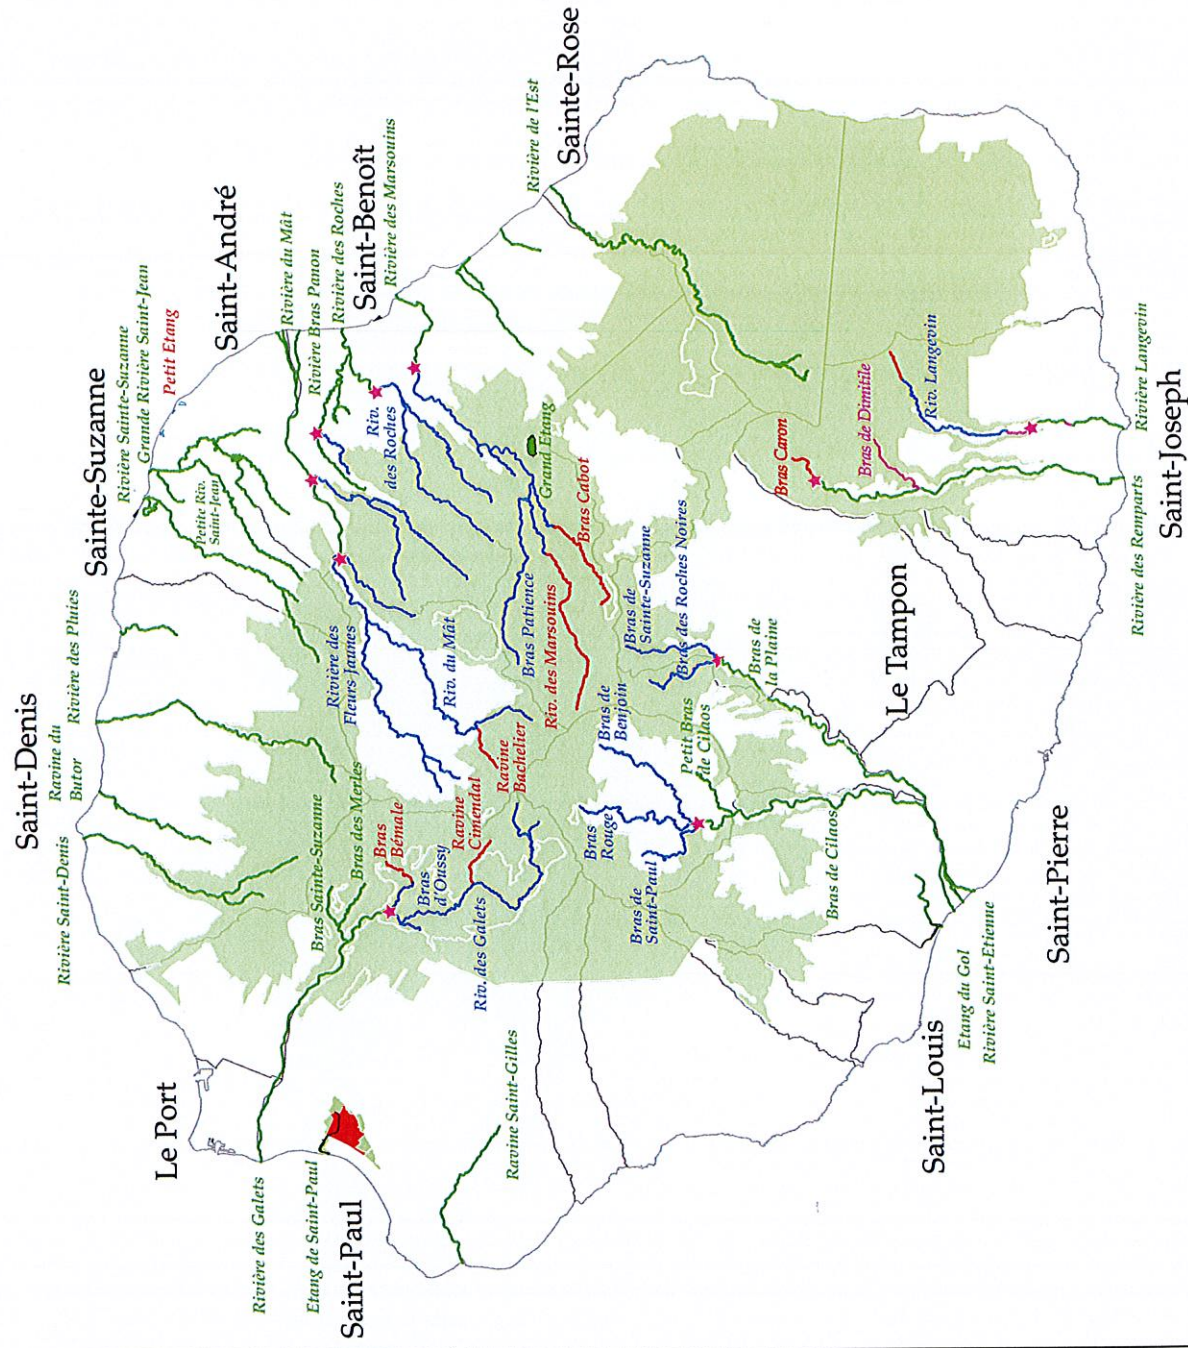 Saint-Denis
Ravine du
Butor
Rivière des Pluies
Rivière Saint-Denis
Sainte-Suzanne
Rivière Sainte-Suzanne
Grande Rivière Saint-Jean
Petit Etang
Petite Riv.
Saint-Jean
Saint-André
Rivière du Mât
Rivière Bras Panon
Rivière des Roches
Saint-Benoît
Rivière des Marsouins
Rivière de l'Est
Sainte-Rose
Le Port
Rivière des Galets
Etang de Saint-Paul
Saint-Paul
Ravine Saint-Gilles
Bras Sainte-Suzanne
Bras des Merles
Bras
Bémale
Bras
d'Oussy
Ravine
Cimendal
Riv. des Galets
Ravine
Bachelier
Rivière des
Fleurs-Jaunes
Riv. du Mât
Riv.
des Roches
Bras Patience
Riv. des Marsouins
Grand Etang
Bras Cabot
Bras de
Sainte-Suzanne
Bras des Roches Noires
Bras de
Benjoin
Bras
Rouge
Bras de
Saint-Paul
Petit Bras
de Cilaos
Bras de
la Plaine
Bras de Cilaos
Bras Caron
Bras de Dimitile
Riv. Langevin
Le Tampon
Saint-Louis
Etang du Gol
Rivière Saint-Etienne
Saint-Pierre
Rivière des Remparts
Saint-Joseph
Rivière Langevin